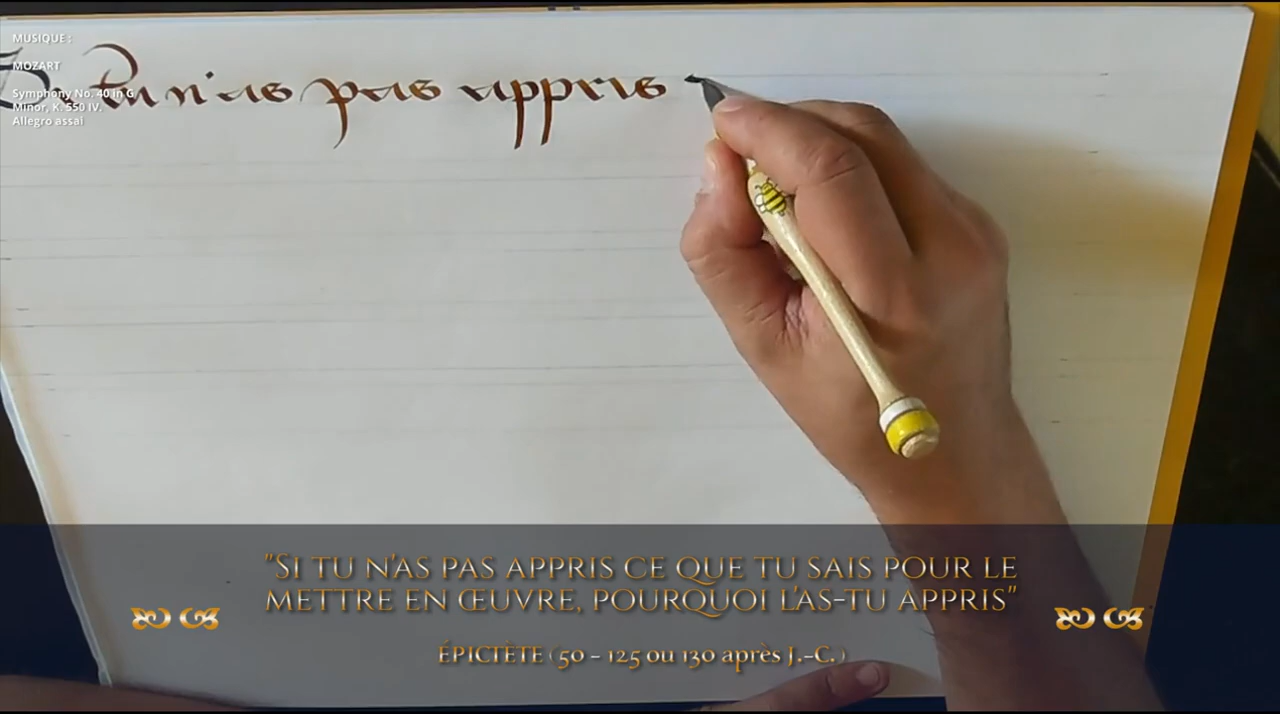 MUSIQUE :
MOZART
Symphony No. 40 in G
Minor, K. 550 IV.
Allegro assai
tu n'as pas appris
"SI TU N'AS PAS APPRIS CE QUE TU SAIS POUR LE
METTRE EN ŒUVRE, POURQUOI L'AS-TU APPRIS"
ÉPICTÈTE ( 50 - 125 ou 130 après J.-C. )